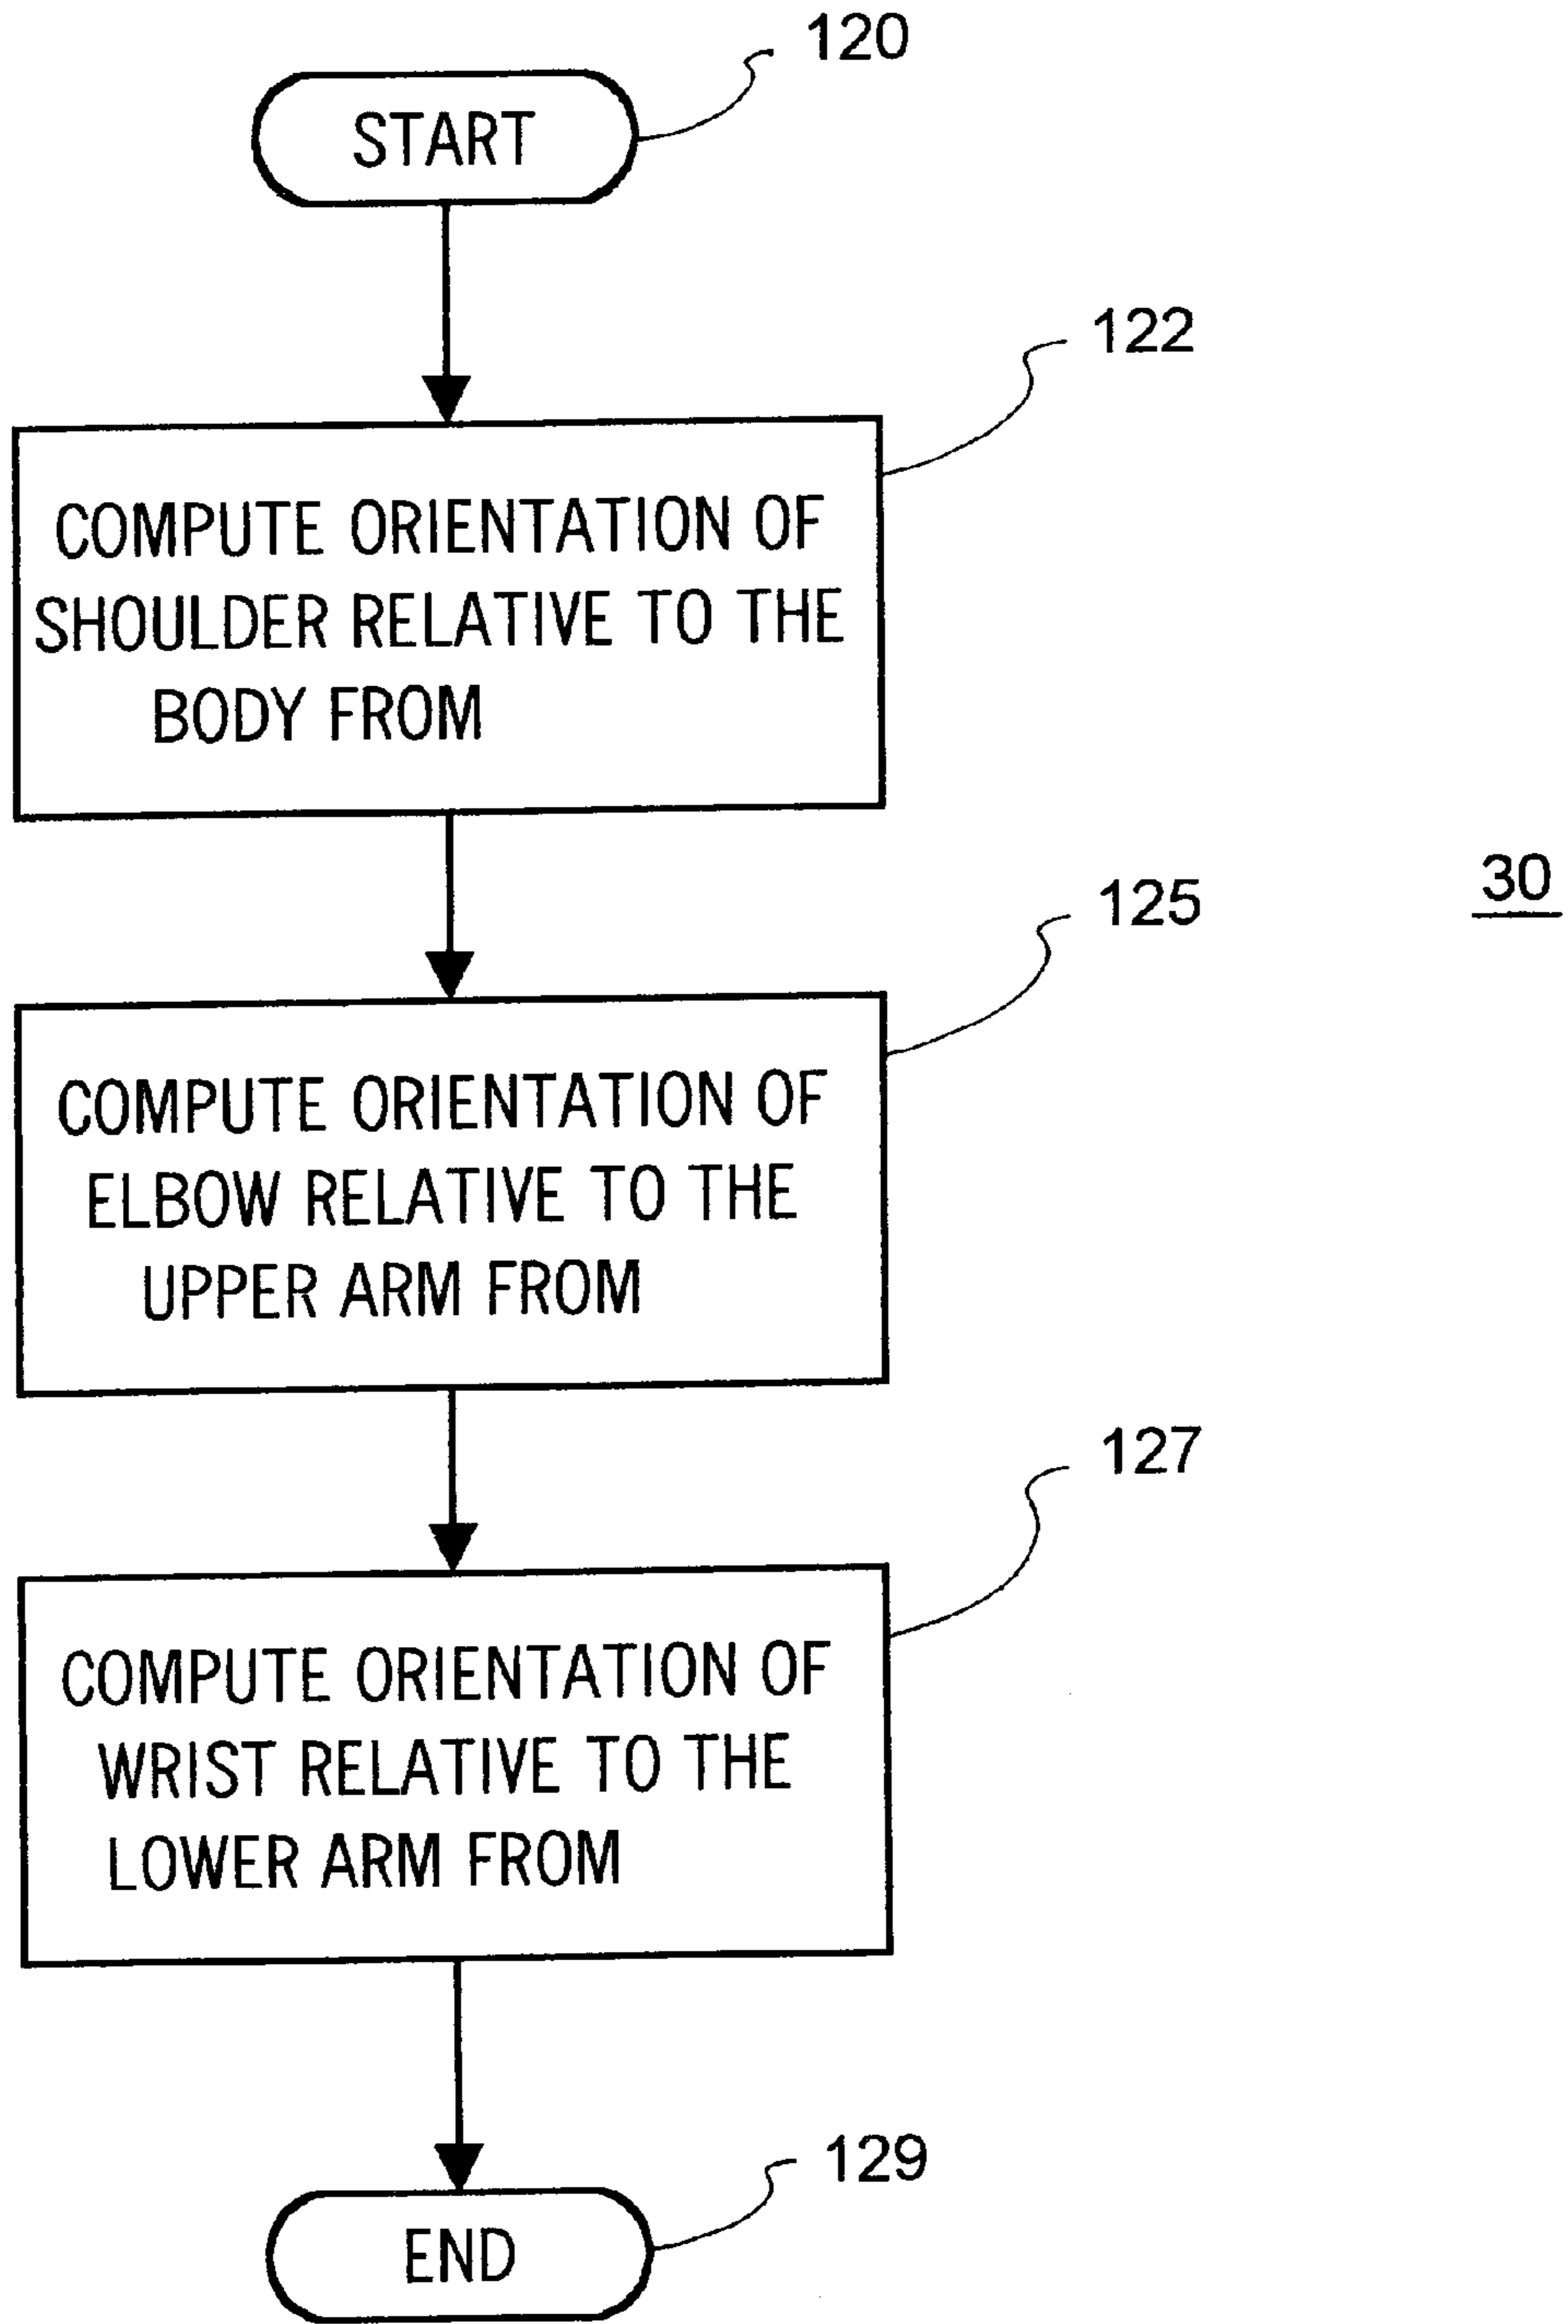 120
START
122
COMPUTE ORIENTATION OF
SHOULDER RELATIVE TO THE
BODY FROM
30
125
COMPUTE ORIENTATION OF
ELBOW RELATIVE TO THE
UPPER ARM FROM
127
COMPUTE ORIENTATION OF
WRIST RELATIVE TO THE
LOWER ARM FROM
129
END